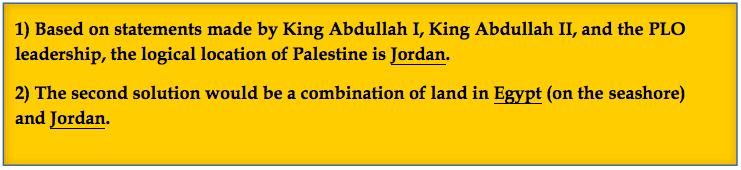 1) Based on statements made by King Abdullah I, King Abdullah II, and the PLO
leadership, the logical location of Palestine is Jordan.
2) The second solution would be a combination of land in Egypt (on the seashore)
and Jordan.